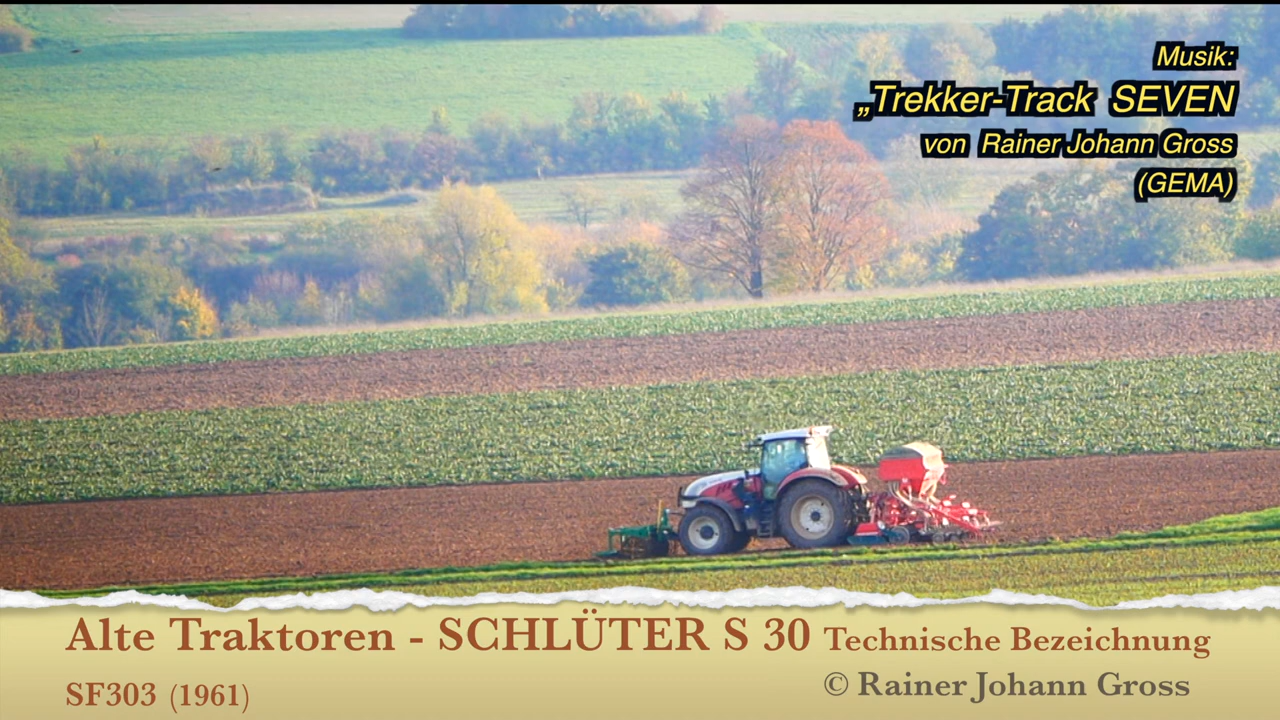 Musik:
„Trekker-Track SEVEN
von Rainer Johann Gross
(GEMA)
Alte Traktoren - SCHLÜTER S 30 Technische Bezeichnung
SF303 (1961)
© Rainer Johann Gross